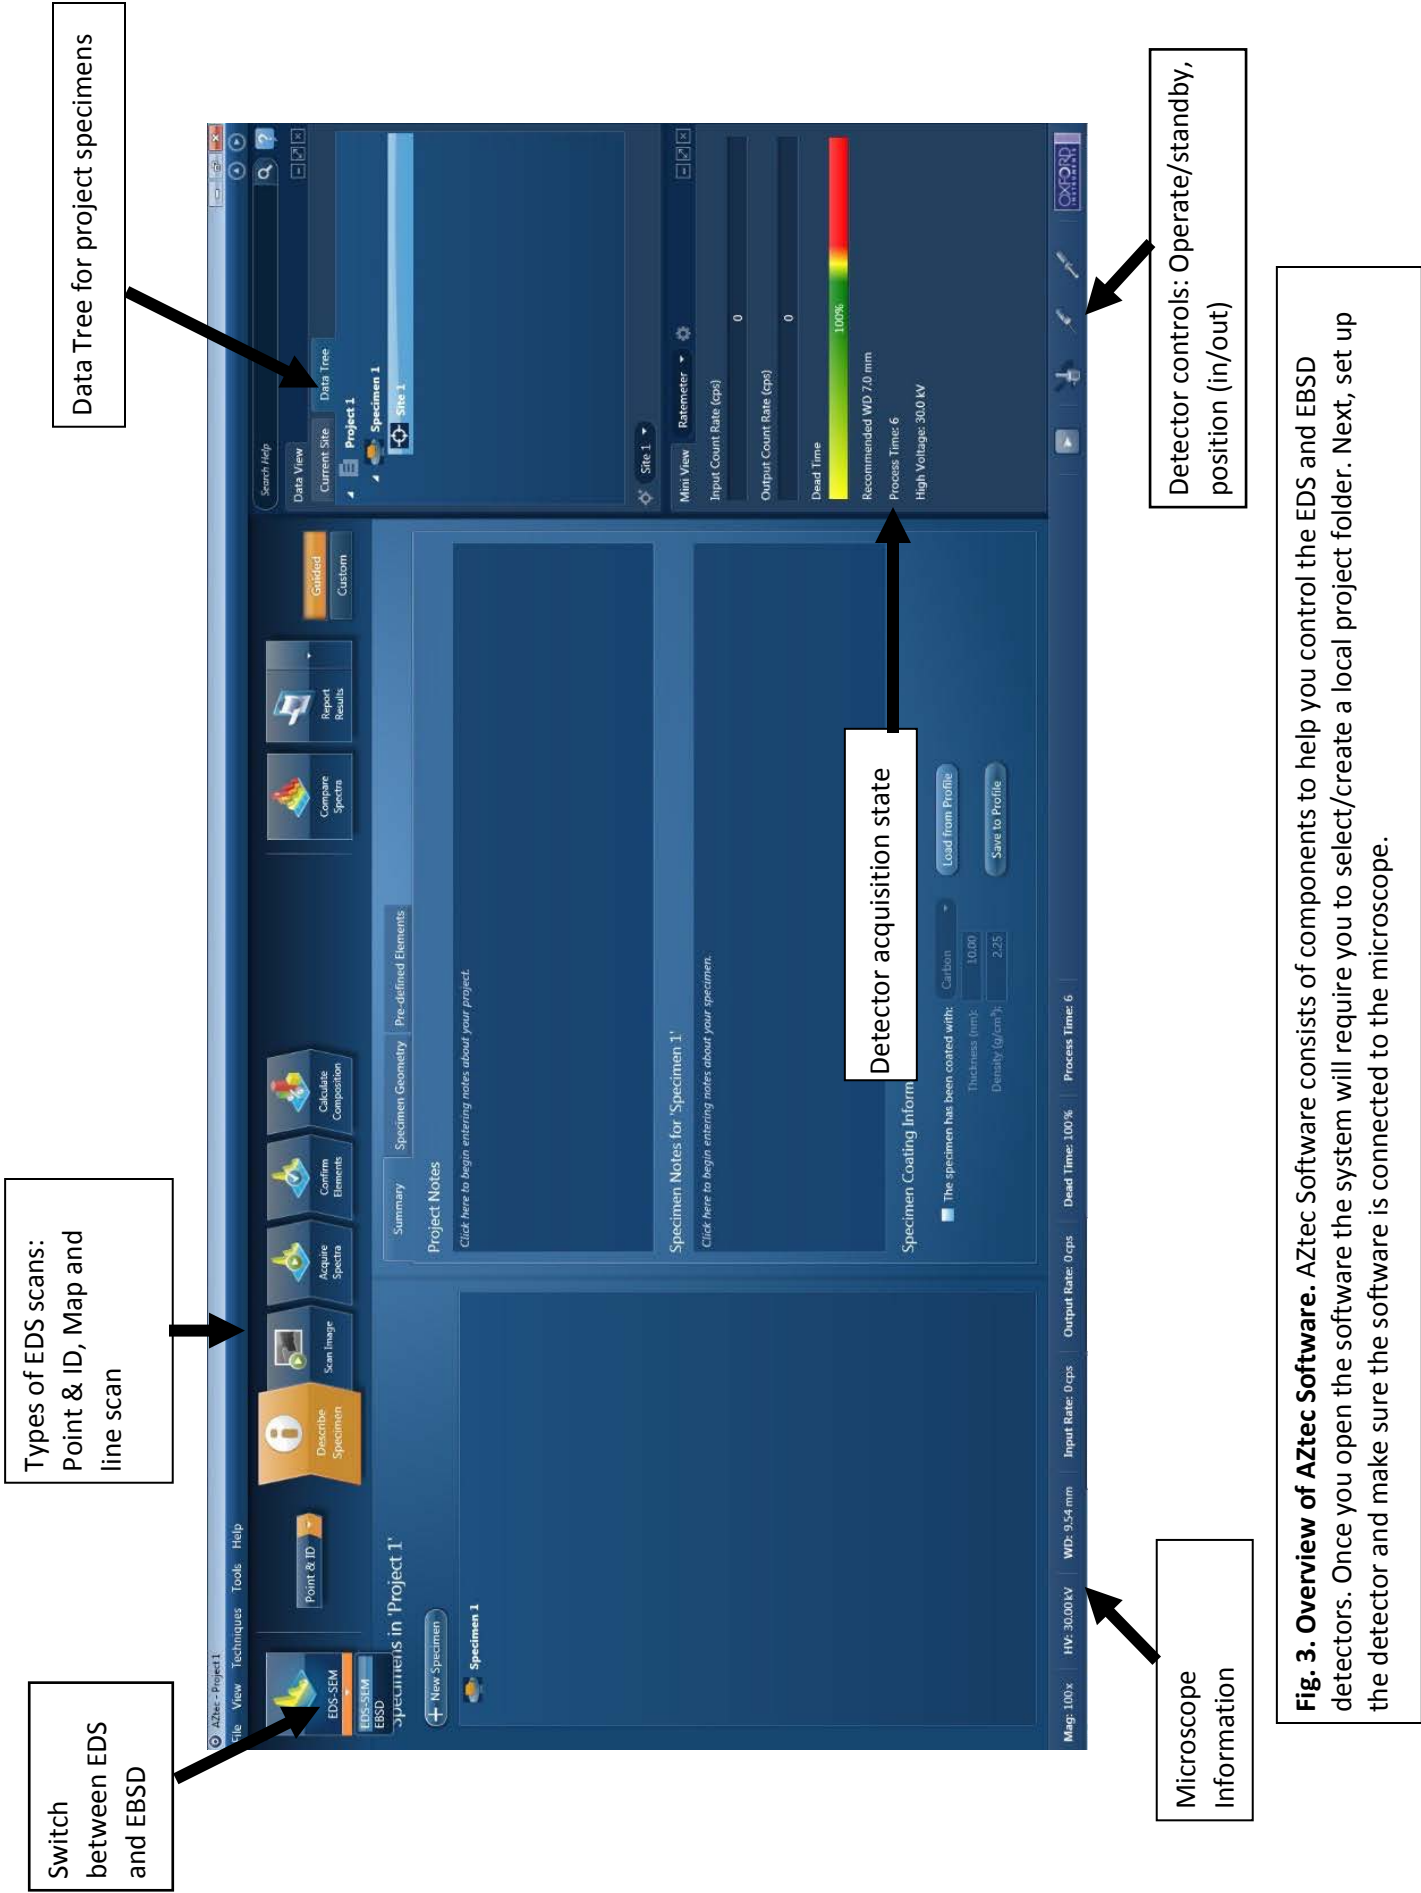 Switch
between EDS
and EBSD
Types of EDS scans:
Point & ID, Map and
line scan
Data Tree for project specimens
AZtec - Project1
File View Techniques Tools Help
EDS-SEM
EDS-SEM
EBSD
Point & ID
Describe
Specimen
Scan Image
Acquire
Spectra
Confirm
Elements
Calculate
Composition
Compare
Spectra
Report
Results
Guided
Custom
Search Help
?
Specimens in 'Project 1'
New Specimen
Specimen 1
Summary
Specimen Geometry
Pre-defined Elements
Project Notes
Click here to begin entering notes about your project.
Specimen Notes for 'Specimen 1'
Click here to begin entering notes about your specimen.
Specimen Coating Inform
The specimen has been coated with: Carbon
Thickness (nm): 10.00
Density (g/cm³): 2.25
Load from Profile
Save to Profile
Detector acquisition state
Data View
Current Site
Data Tree
Project 1
Specimen 1
Site 1
Site 1
Mini View
Ratemeter
Input Count Rate (cps)
0
Output Count Rate (cps)
0
Dead Time
100%
Recommended WD 7.0 mm
Process Time: 6
High Voltage: 30.0 kV
Mag: 100 x HV: 30.00 kV WD: 9.54 mm Input Rate: 0 cps Output Rate: 0 cps Dead Time: 100% Process Time: 6
OXFORD
INSTRUMENTS
Microscope
Information
Detector controls: Operate/standby,
position (in/out)
Fig. 3. Overview of AZtec Software. AZtec Software consists of components to help you control the EDS and EBSD
detectors. Once you open the software the system will require you to select/create a local project folder. Next, set up
the detector and make sure the software is connected to the microscope.